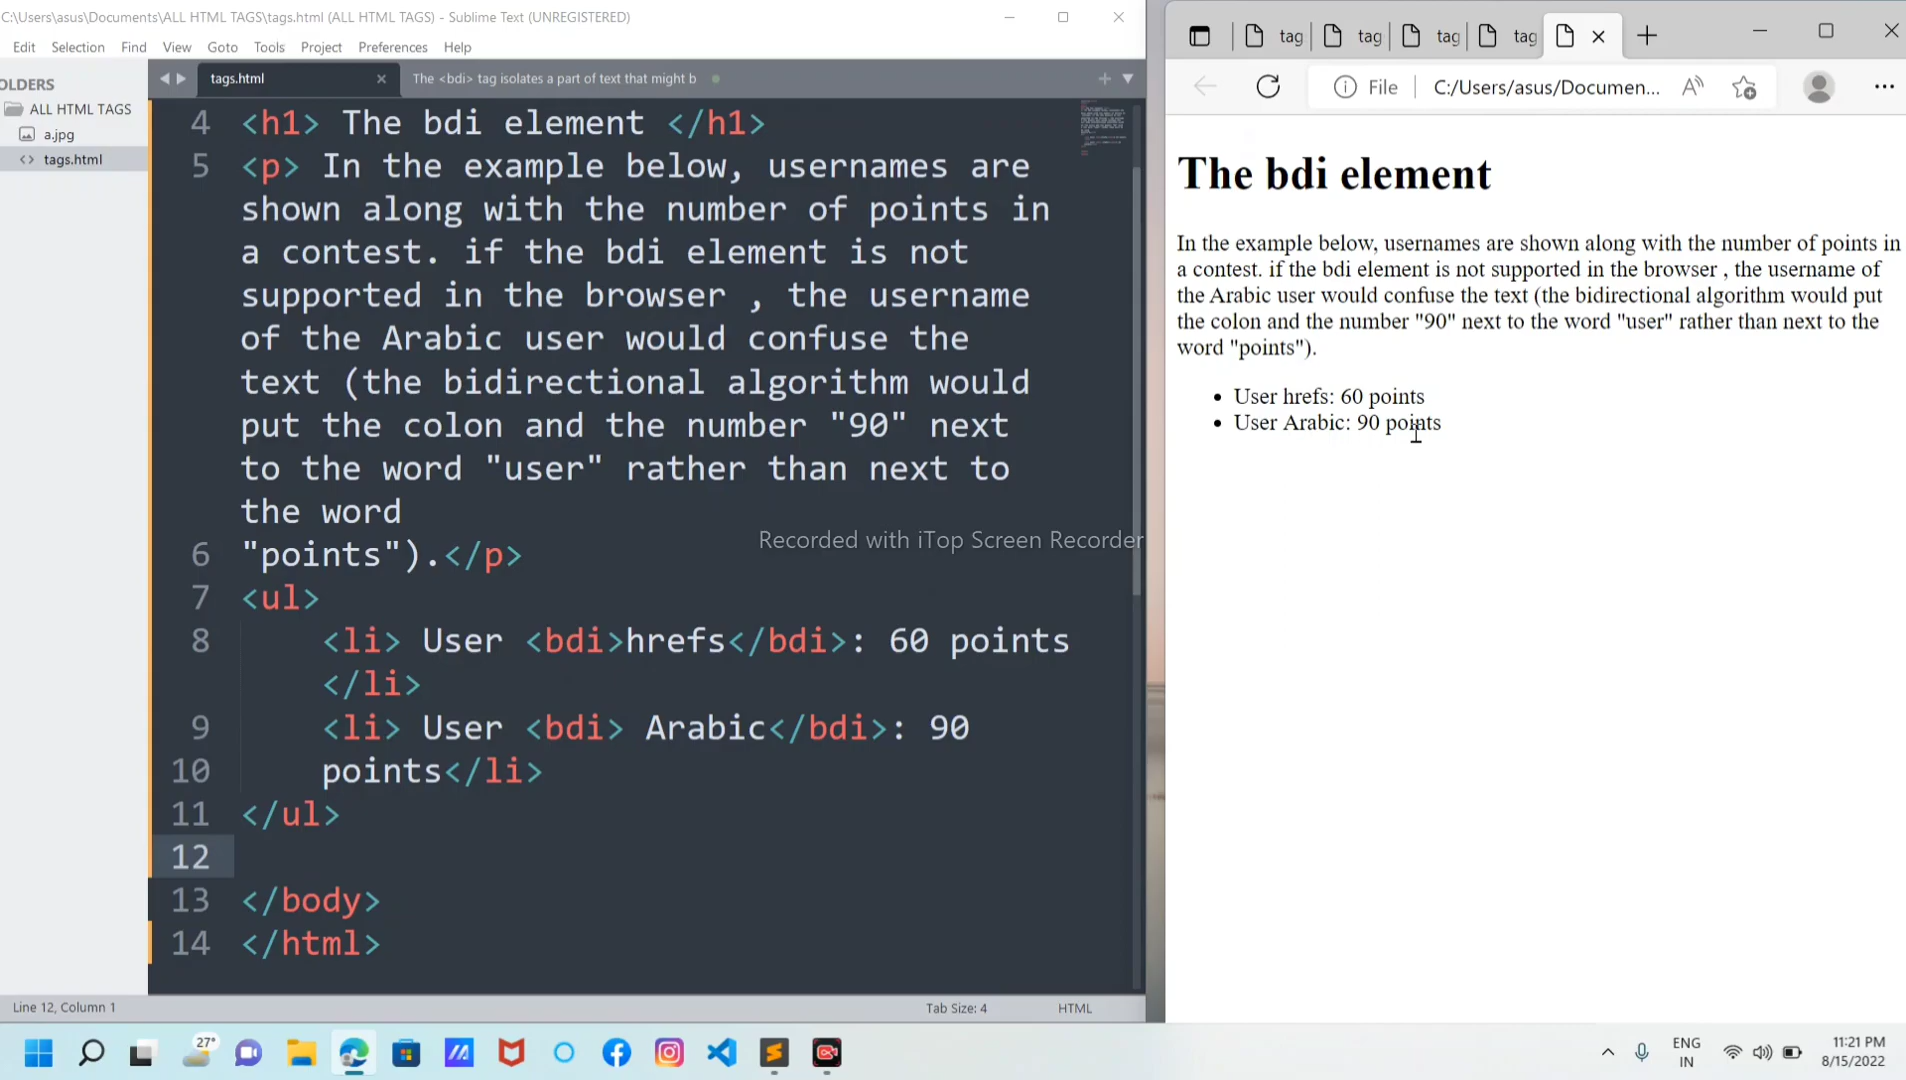 C:\Users\asus\Documents\ALL HTML TAGS\tags.html (ALL HTML TAGS) - Sublime Text (UNREGISTERED)
Edit Selection Find View Goto Tools Project Preferences Help
OLDERS
ALL HTML TAGS
a.jpg
tags.html
tags.html
The <bdi> tag isolates a part of text that might b
4 <h1> The bdi element </h1>
5 <p> In the example below, usernames are
shown along with the number of points in
a contest. if the bdi element is not
supported in the browser , the username
of the Arabic user would confuse the
text (the bidirectional algorithm would
put the colon and the number "90" next
to the word "user" rather than next to
the word
6 "points").</p>
7 <ul>
8 <li> User <bdi>hrefs</bdi>: 60 points
</li>
9 <li> User <bdi> Arabic</bdi>: 90
10 points</li>
11 </ul>
12
13 </body>
14 </html>
Recorded with iTop Screen Recorder
Line 12, Column 1
Tab Size: 4
HTML
tag tag tag tag
File C:/Users/asus/Documen...
The bdi element
In the example below, usernames are shown along with the number of points in
a contest. if the bdi element is not supported in the browser , the username of
the Arabic user would confuse the text (the bidirectional algorithm would put
the colon and the number "90" next to the word "user" rather than next to the
word "points").
• User hrefs: 60 points
• User Arabic: 90 points
27°
ENG
IN
11:21 PM
8/15/2022